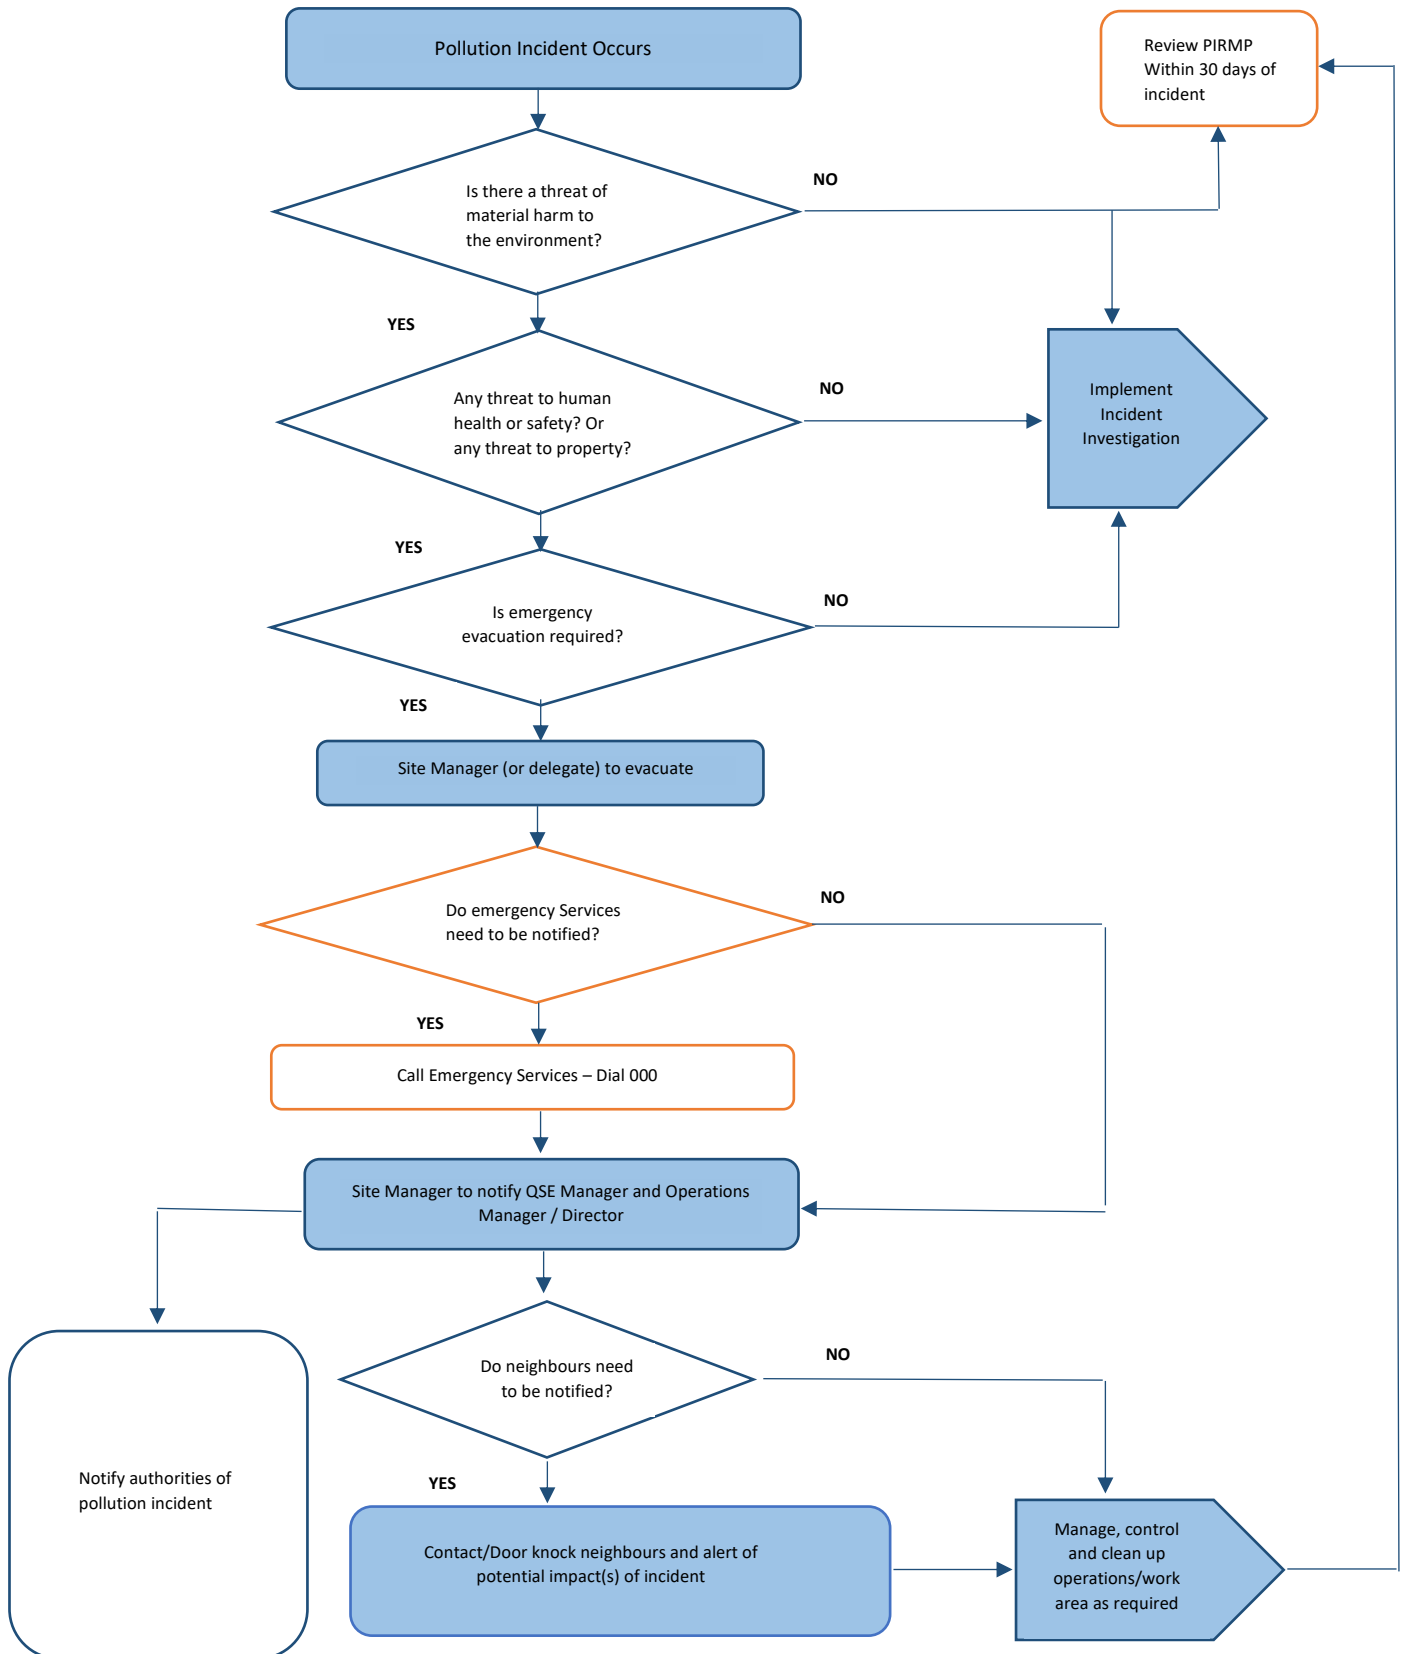 Pollution Incident Occurs
Review PIRMP
Within 30 days of
incident
Is there a threat of
material harm to
the environment?
NO
YES
Any threat to human
health or safety? Or
any threat to property?
NO
Implement
Incident
Investigation
YES
Is emergency
evacuation required?
NO
YES
Site Manager (or delegate) to evacuate
Do emergency Services
need to be notified?
NO
YES
Call Emergency Services – Dial 000
Site Manager to notify QSE Manager and Operations
Manager / Director
Do neighbours need
to be notified?
NO
Notify authorities of
pollution incident
YES
Contact/Door knock neighbours and alert of
potential impact(s) of incident
Manage, control
and clean up
operations/work
area as required